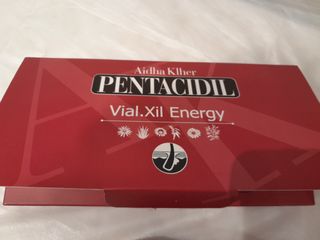 Aidha Klher
PENTACIDIL
Vial.Xil Energy